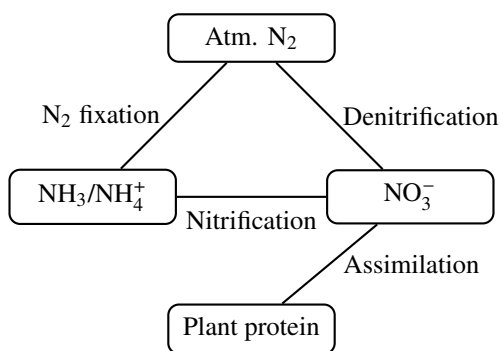 Atm. N₂
N₂ fixation
Denitrification
NH₃/NH₄⁺
NO₃⁻
Nitrification
Assimilation
Plant protein